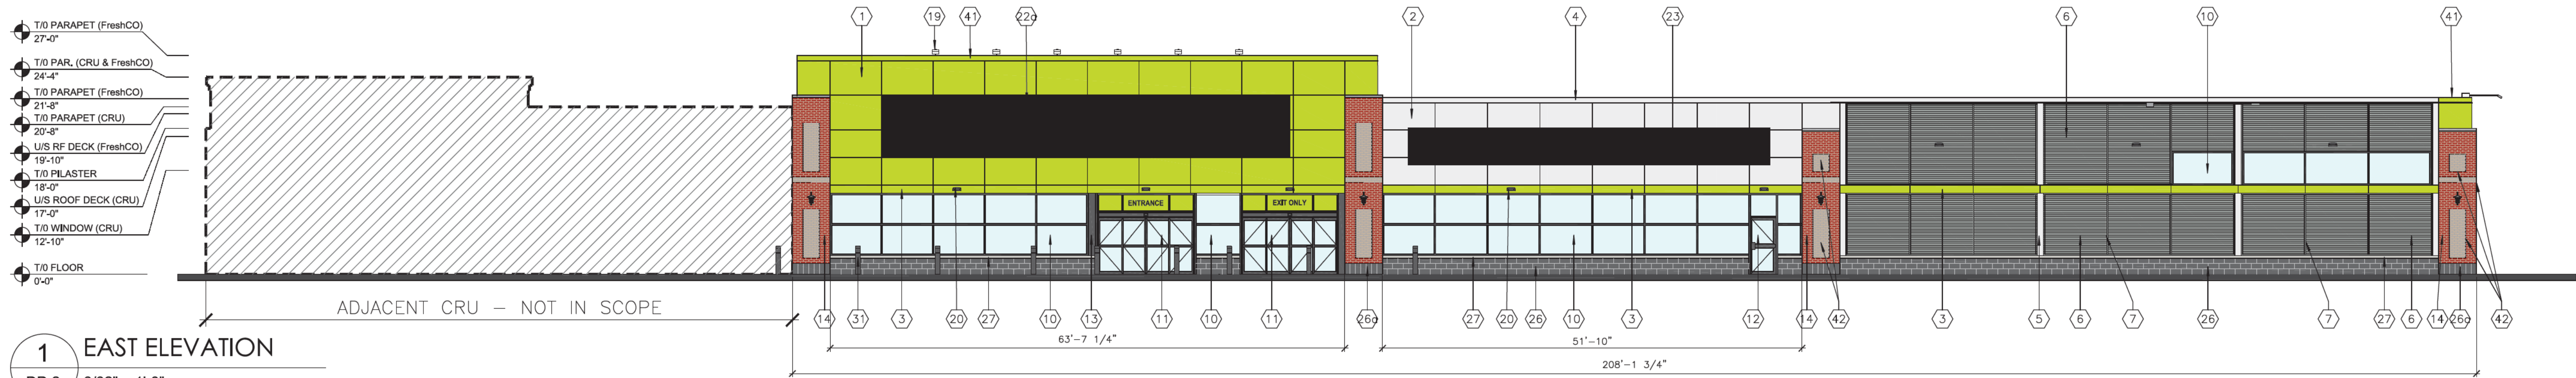 T/O PARAPET (FreshCO)
27'-0"
T/O PAR. (CRU & FreshCO)
24'-4"
T/O PARAPET (FreshCO)
21'-8"
T/O PARAPET (CRU)
20'-8"
U/S RF DECK (FreshCO)
19'-10"
T/O PILASTER
18'-0"
U/S ROOF DECK (CRU)
17'-0"
T/O WINDOW (CRU)
12'-10"
T/O FLOOR
0'-0"
1 19 41 22a 2 4 23 6 10 41
ENTRANCE EXIT ONLY
ADJACENT CRU – NOT IN SCOPE
14 31 3 20 27 10 13 11 10 11 26a 27 20 26 10 3 12 14 42 3 5 6 7 26 7 27 6 14 26a 42
63'-7 1/4" 51'-10"
208'-1 3/4"
1 EAST ELEVATION